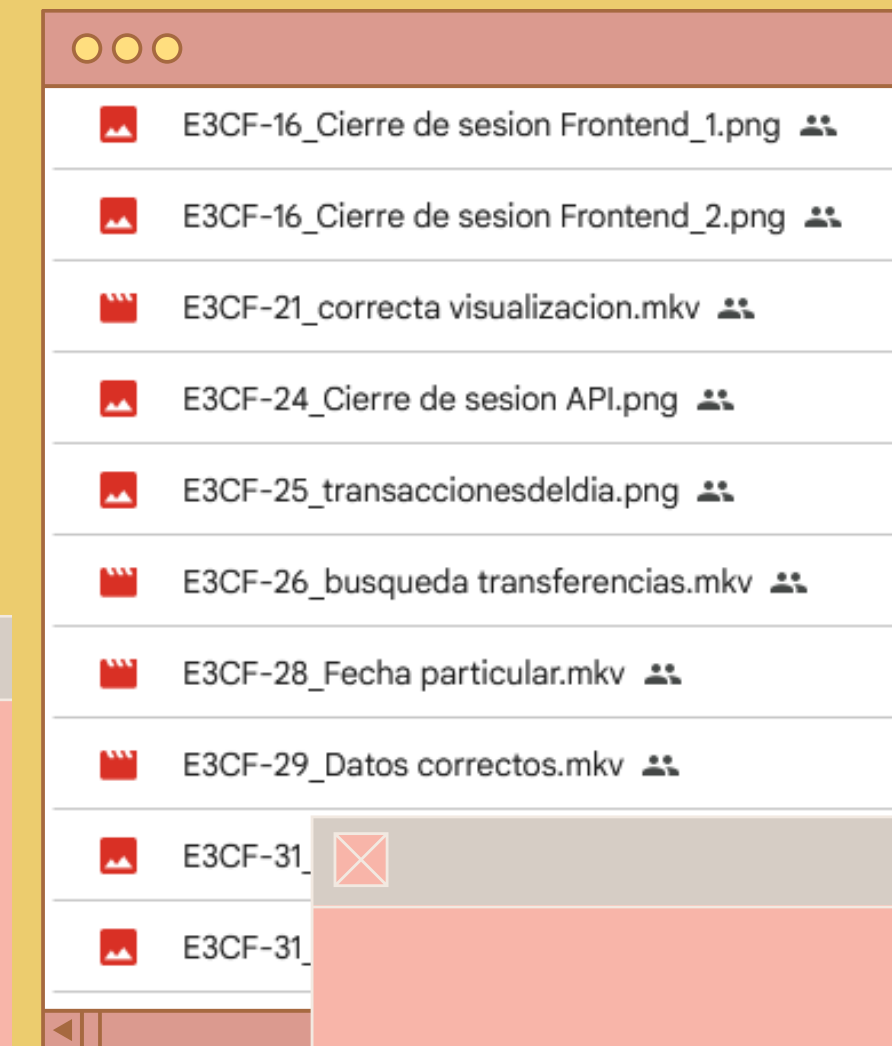 E3CF-16_Cierre de sesion Frontend_1.png
E3CF-16_Cierre de sesion Frontend_2.png
E3CF-21_correcta visualizacion.mkv
E3CF-24_Cierre de sesion API.png
E3CF-25_transaccionesdeldia.png
E3CF-26_busqueda transferencias.mkv
E3CF-28_Fecha particular.mkv
E3CF-29_Datos correctos.mkv
E3CF-31_
E3CF-31_